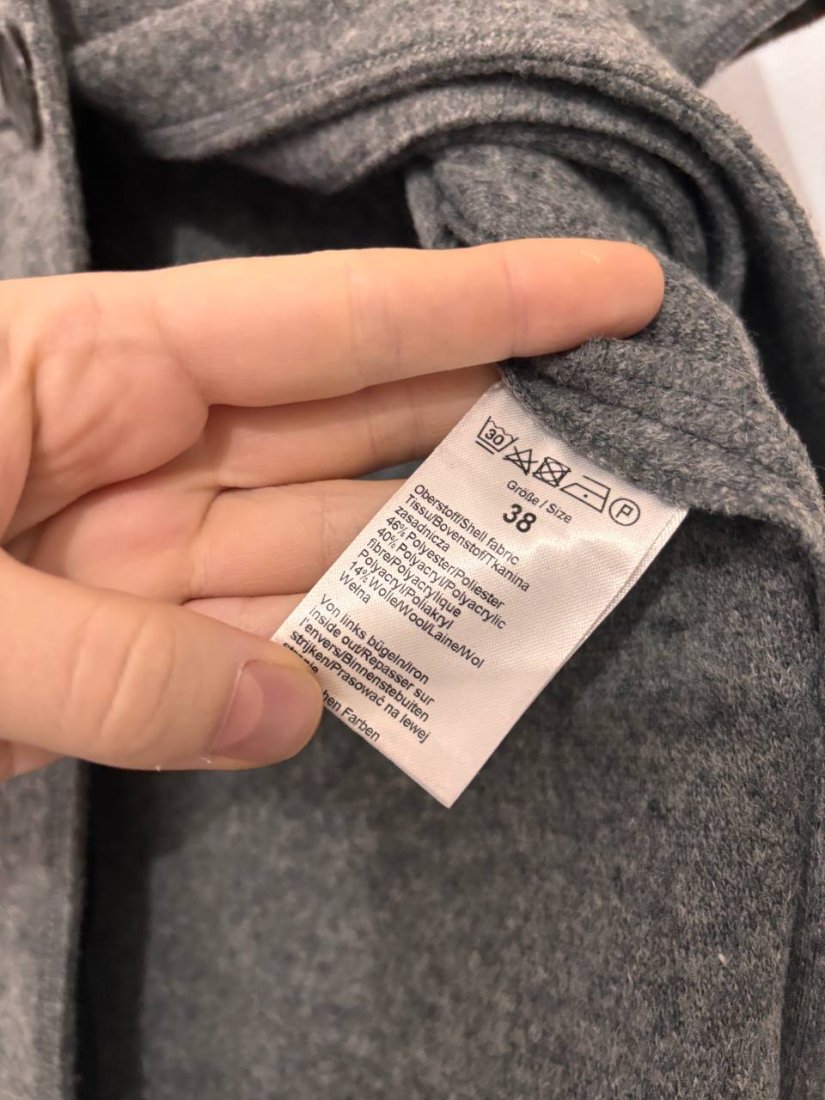 30
P
Größe / Size
38
Oberstoff/Shell fabric
Tissu/Bovenstof/Tkanina
zasadnicza
46% Polyester/Poliester
40% Polyacryl/Polyacrylic
fibre/Polyacrylique
Polyacryl/Poliakryl
14% Wolle/Wool/Laine/Wol
Wełna
Von links bügeln/Iron
inside out/Repasser sur
l'envers/Binnenstebuiten
strijken/Prasować na lewej
Farben